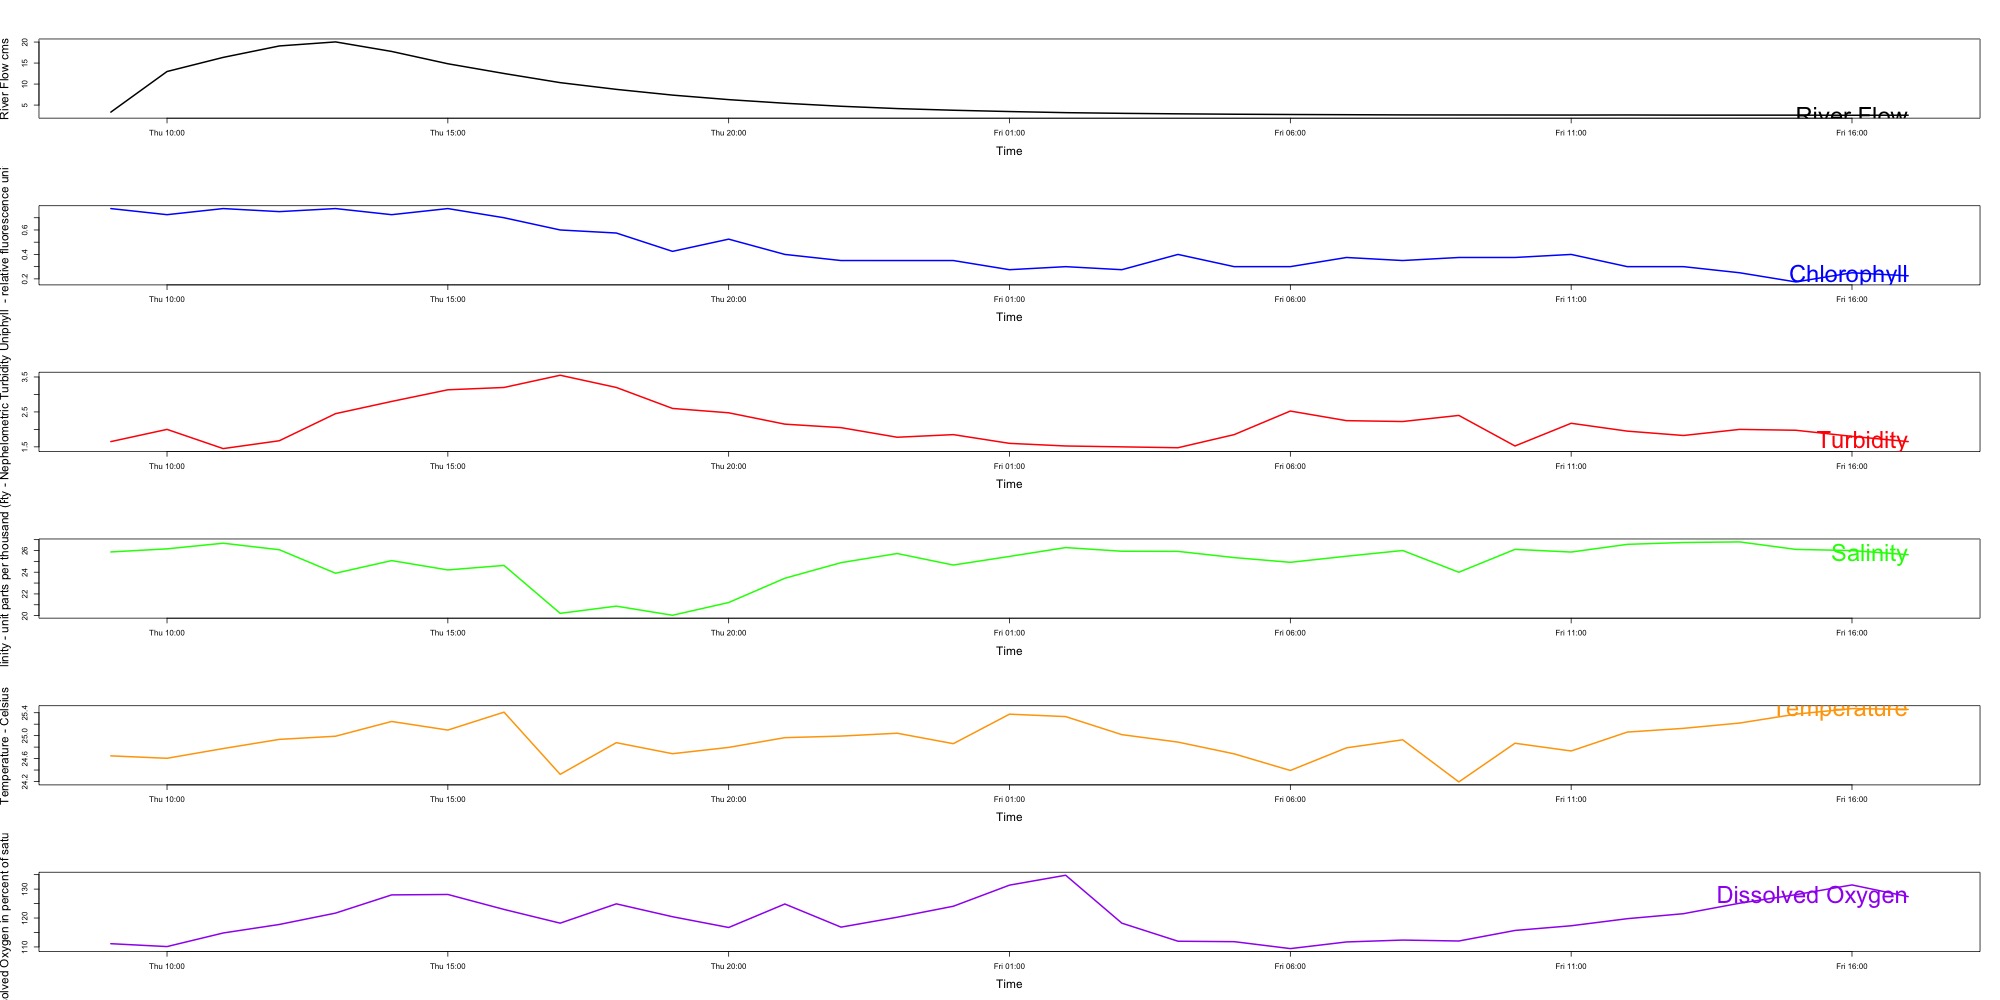 River Flow cms
20
15
10
5
River Flow
Thu 10:00 Thu 15:00 Thu 20:00 Fri 01:00 Fri 06:00 Fri 11:00 Fri 16:00
Time
- relative fluorescence uni
0.6
0.4
0.2
Chlorophyll
Thu 10:00 Thu 15:00 Thu 20:00 Fri 01:00 Fri 06:00 Fri 11:00 Fri 16:00
Time
- Nephelometric Turbidity Uni
3.5
2.5
1.5
Turbidity
Thu 10:00 Thu 15:00 Thu 20:00 Fri 01:00 Fri 06:00 Fri 11:00 Fri 16:00
Time
linity - unit parts per thousand
26
24
22
20
Salinity
Thu 10:00 Thu 15:00 Thu 20:00 Fri 01:00 Fri 06:00 Fri 11:00 Fri 16:00
Time
Temperature - Celsius
25.4
25.0
24.6
24.2
Temperature
Thu 10:00 Thu 15:00 Thu 20:00 Fri 01:00 Fri 06:00 Fri 11:00 Fri 16:00
Time
olved Oxygen in percent of satu
130
120
110
Dissolved Oxygen
Thu 10:00 Thu 15:00 Thu 20:00 Fri 01:00 Fri 06:00 Fri 11:00 Fri 16:00
Time